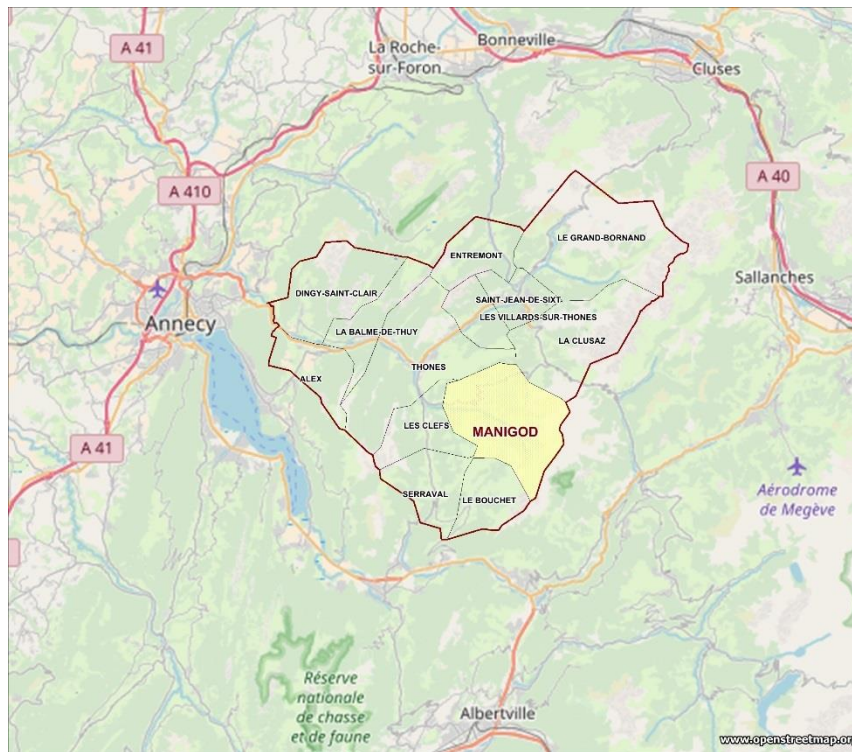 A 41
La Roche-
sur-Foron
Bonneville
Cluses
A 410
A 40
LE GRAND-BORNAND
ENTREMONT
Sallanches
DINGY-SAINT-CLAIR
SAINT-JEAN-DE-SIXT
Annecy
LES VILLARDS-SUR-THONES
LA BALME-DE-THUY
LA CLUSAZ
THONES
ALEX
LES CLEFS
MANIGOD
A 41
SERRAVAL
LE BOUCHET
Aérodrome
de Megève
Réserve
nationale
de chasse
et de faune
Albertville
www.openstreetmap.org